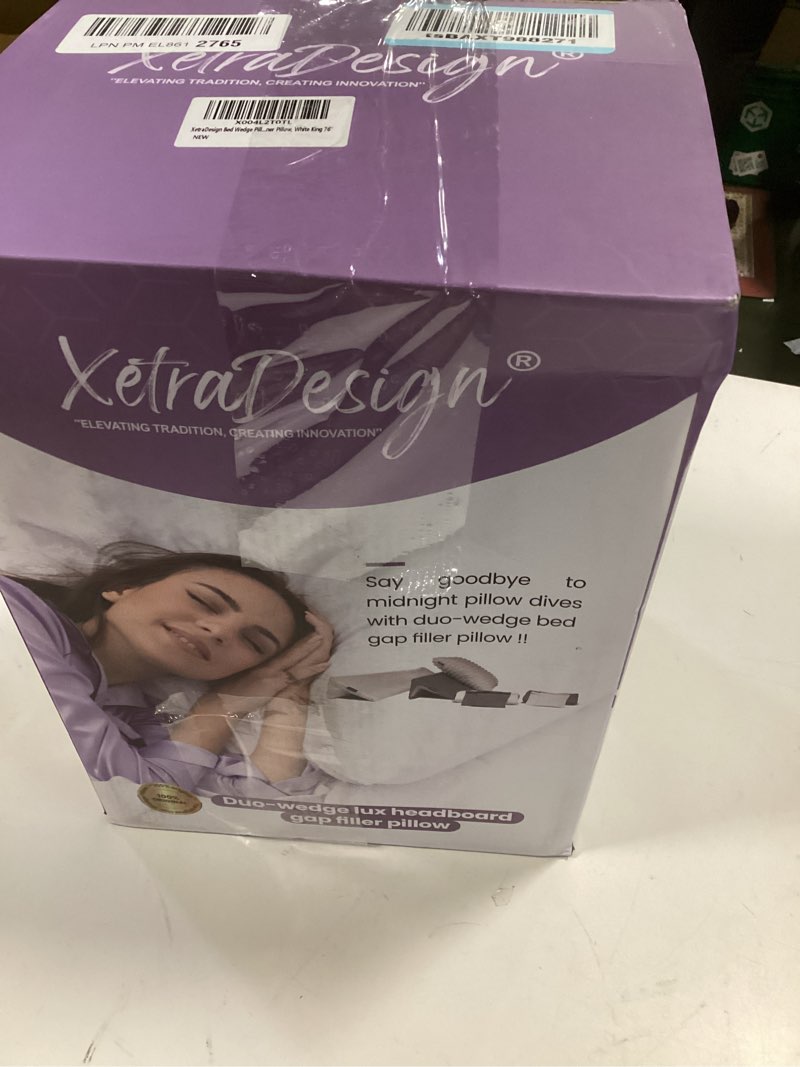 LPN PM EL861 2765
XetraDesign®
"ELEVATING TRADITION, CREATING INNOVATION"
X004L2T0TL
XetraDesign Bed Wedge Pill...ner Pillow, White King 76"
NEW
XetraDesign®
"ELEVATING TRADITION, CREATING INNOVATION"
Say goodbye to
midnight pillow dives
with duo-wedge bed
gap filler pillow !!
100%
Duo-wedge lux headboard
gap filler pillow